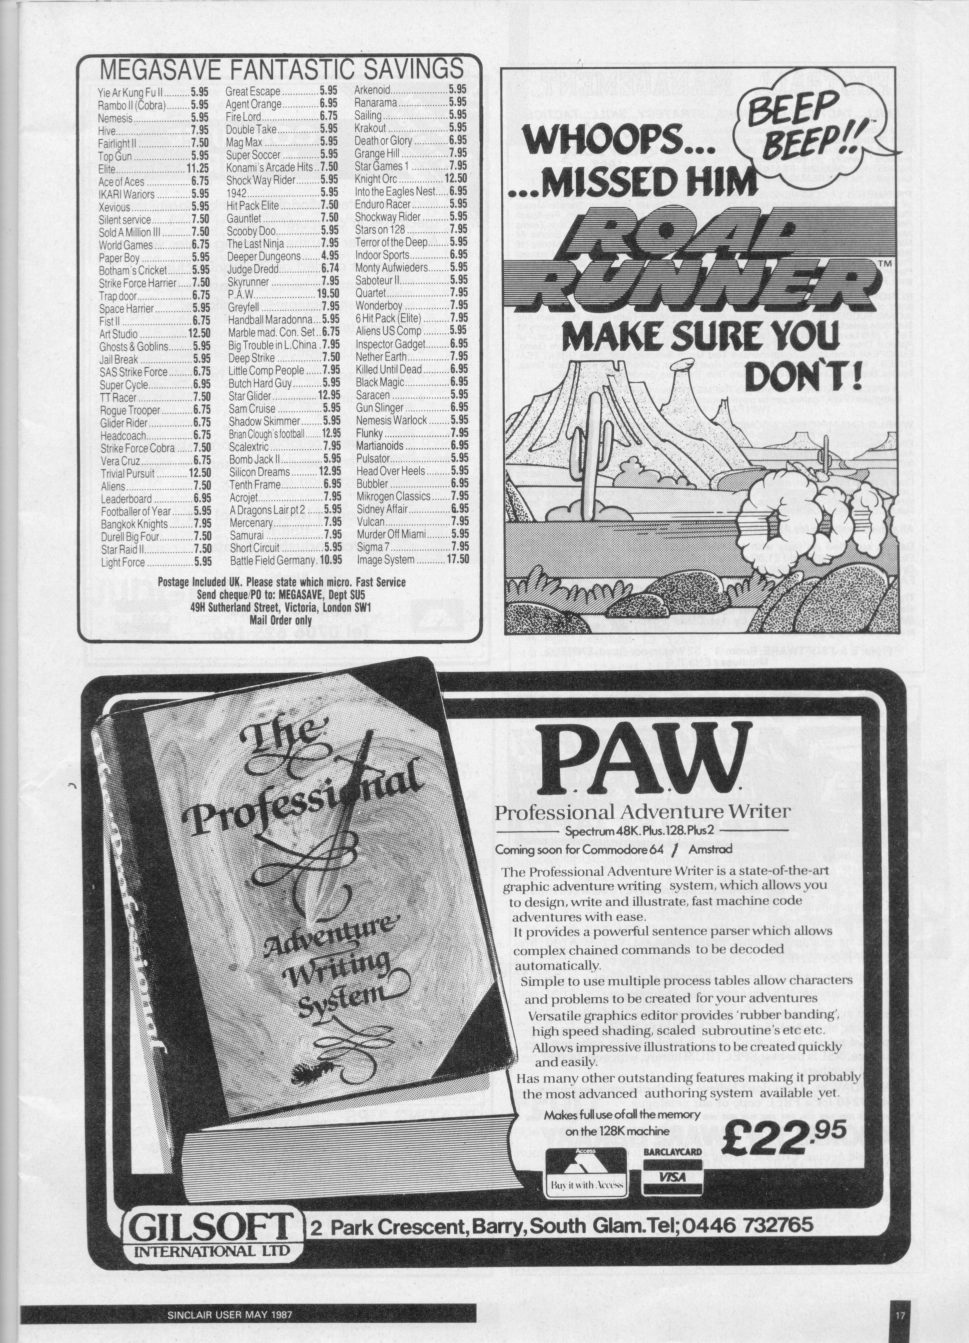 MEGASAVE FANTASTIC SAVINGS
Yie Ar Kung Fu II.........5.95
Rambo II (Cobra)........5.95
Nemesis..................5.95
Hive.........................7.95
Fairlight II.................7.50
Top Gun..................5.95
Elite.......................11.25
Ace of Aces..............6.75
IKARI Wariors...........5.95
Xevious....................5.95
Silent service............7.50
Sold A Million III.........7.50
World Games............6.75
Paper Boy.................5.95
Botham's Cricket........5.95
Strike Force Harrier....7.50
Trap door..................6.75
Space Harrier............5.95
Fist II.......................6.75
Art Studio................12.50
Ghosts & Goblins.......5.95
Jail Break.................5.95
SAS Strike Force.......6.75
Super Cycle..............6.95
TT Racer..................7.50
Rogue Trooper..........6.75
Glider Rider...............6.75
Headcoach...............6.75
Strike Force Cobra.....7.50
Vera Cruz.................6.75
Trivial Pursuit...........12.50
Aliens......................7.50
Leaderboard.............6.95
Footballer of Year......5.95
Bangkok Knights.......7.95
Durell Big Four..........7.50
Star Raid II...............7.50
Light Force...............5.95
Great Escape............5.95
Agent Orange............6.95
Fire Lord..................6.75
Double Take..............5.95
Mag Max..................5.95
Super Soccer............5.95
Konami's Arcade Hits..7.50
Shock Way Rider.......5.95
1942.......................5.95
Hit Pack Elite............7.50
Gauntlet...................7.50
Scooby Doo..............5.95
The Last Ninja...........7.95
Deeper Dungeons......4.95
Judge Dredd.............6.74
Skyrunner................7.95
P.A.W....................19.50
Greyfell...................7.95
Handball Maradonna...5.95
Marble mad. Con. Set..6.75
Big Trouble in L.China.7.95
Deep Strike..............7.50
Little Comp People.....7.95
Butch Hard Guy.........5.95
Star Glider..............12.95
Sam Cruise..............5.95
Shadow Skimmer.......5.95
Brian Clough's football......12.95
Scalextric.................7.95
Bomb Jack II.............5.95
Silicon Dreams.........12.95
Tenth Frame.............6.95
Acrojet....................7.95
A Dragons Lair pt 2.....5.95
Mercenary................7.95
Samurai...................7.95
Short Circuit..............5.95
Battle Field Germany.10.95
Arkenoid..................5.95
Ranarama................5.95
Sailing.....................5.95
Krakout....................5.95
Death or Glory...........6.95
Grange Hill...............7.95
Star Games 1............7.95
Knight Orc...............12.50
Into the Eagles Nest....6.95
Enduro Racer............5.95
Shockway Rider.........5.95
Stars on 128.............7.95
Terror of the Deep.......5.95
Indoor Sports............6.95
Monty Aufwieders.......5.95
Saboteur II................5.95
Quartet....................7.95
Wonderboy...............7.95
6 Hit Pack (Elite)........7.95
Aliens US Comp.........5.95
Inspector Gadget........6.95
Nether Earth..............7.95
Killed Until Dead.........6.95
Black Magic..............6.95
Saracen...................5.95
Gun Slinger...............6.95
Nemesis Warlock.......5.95
Flunky.....................7.95
Martianoids..............6.95
Pulsator...................5.95
Head Over Heels........5.95
Bubbler....................6.95
Mikrogen Classics......7.95
Sidney Affair.............6.95
Vulcan.....................7.95
Murder Off Miami.......5.95
Sigma 7...................7.95
Image System..........17.50
Postage Included UK. Please state which micro. Fast Service
Send cheque/PO to: MEGASAVE, Dept SU5
49H Sutherland Street, Victoria, London SW1
Mail Order only
BEEP
BEEP!!™
WHOOPS...
...MISSED HIM
ROAD
RUNNER™
MAKE SURE YOU
DON'T!
The
Professional
Adventure
Writing
System
P.A.W.
Professional Adventure Writer
Spectrum 48K. Plus. 128. Plus 2
Coming soon for Commodore 64 / Amstrad
The Professional Adventure Writer is a state-of-the-art
graphic adventure writing system, which allows you
to design, write and illustrate, fast machine code
adventures with ease.
It provides a powerful sentence parser which allows
complex chained commands to be decoded
automatically.
Simple to use multiple process tables allow characters
and problems to be created for your adventures
Versatile graphics editor provides 'rubber banding',
high speed shading, scaled subroutine's etc etc.
Allows impressive illustrations to be created quickly
and easily.
Has many other outstanding features making it probably
the most advanced authoring system available yet.
Makes full use of all the memory
on the 128K machine
£22.95
Access
Buy it with Access
BARCLAYCARD
VISA
GILSOFT
INTERNATIONAL LTD
2 Park Crescent, Barry, South Glam. Tel; 0446 732765
SINCLAIR USER MAY 1987
17